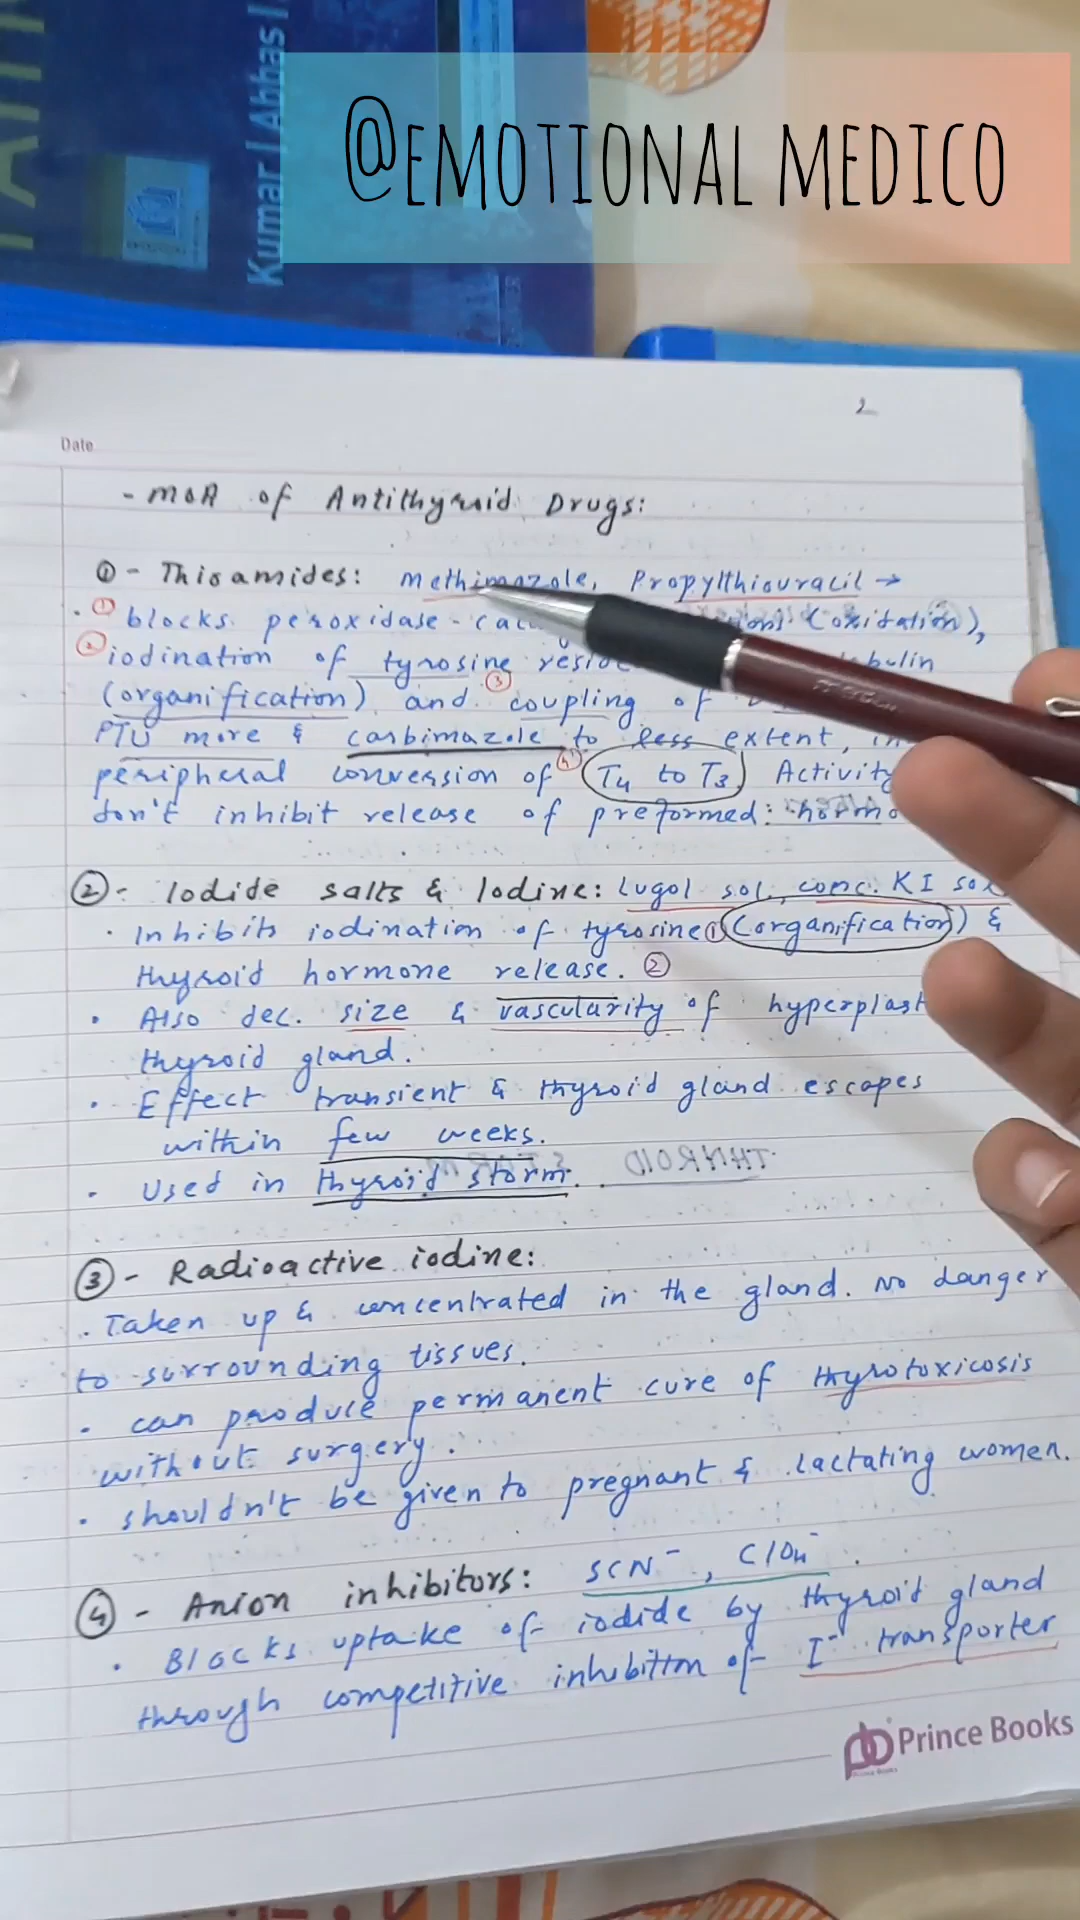 @EMOTIONAL MEDICO
Kumar | Abbas |
2
Date
- MOA of Antithyroid Drugs:
① - Thioamides: Methimazole, Propylthiouracil →
· ① blocks peroxidase - (oxidation),
② iodination of tyrosine
(organification) and ③ coupling of
PTU more & carbimazole to less extent,
peripheral conversion of ④ (T4 to T3) Activity
don't inhibit release of preformed
② - Iodide salts & Iodine: Lugol sol, conc. KI
· Inhibits iodination of tyrosine ① (organification) &
thyroid hormone release. ②
· Also dec. size & vascularity of
thyroid gland.
· Effect transient & thyroid gland escapes
within few weeks.
THYROID
· Used in thyroid storm.
③ - Radioactive iodine:
· Taken up & concentrated in the gland. No danger
to surrounding tissues.
· can produce permanent cure of thyrotoxicosis
without surgery.
· shouldn't be given to pregnant & lactating women.
④ - Anion inhibitors: SCN⁻, ClO4⁻.
· Blocks uptake of iodide by thyroid gland
through competitive inhibition of I⁻ transporter
Prince Books